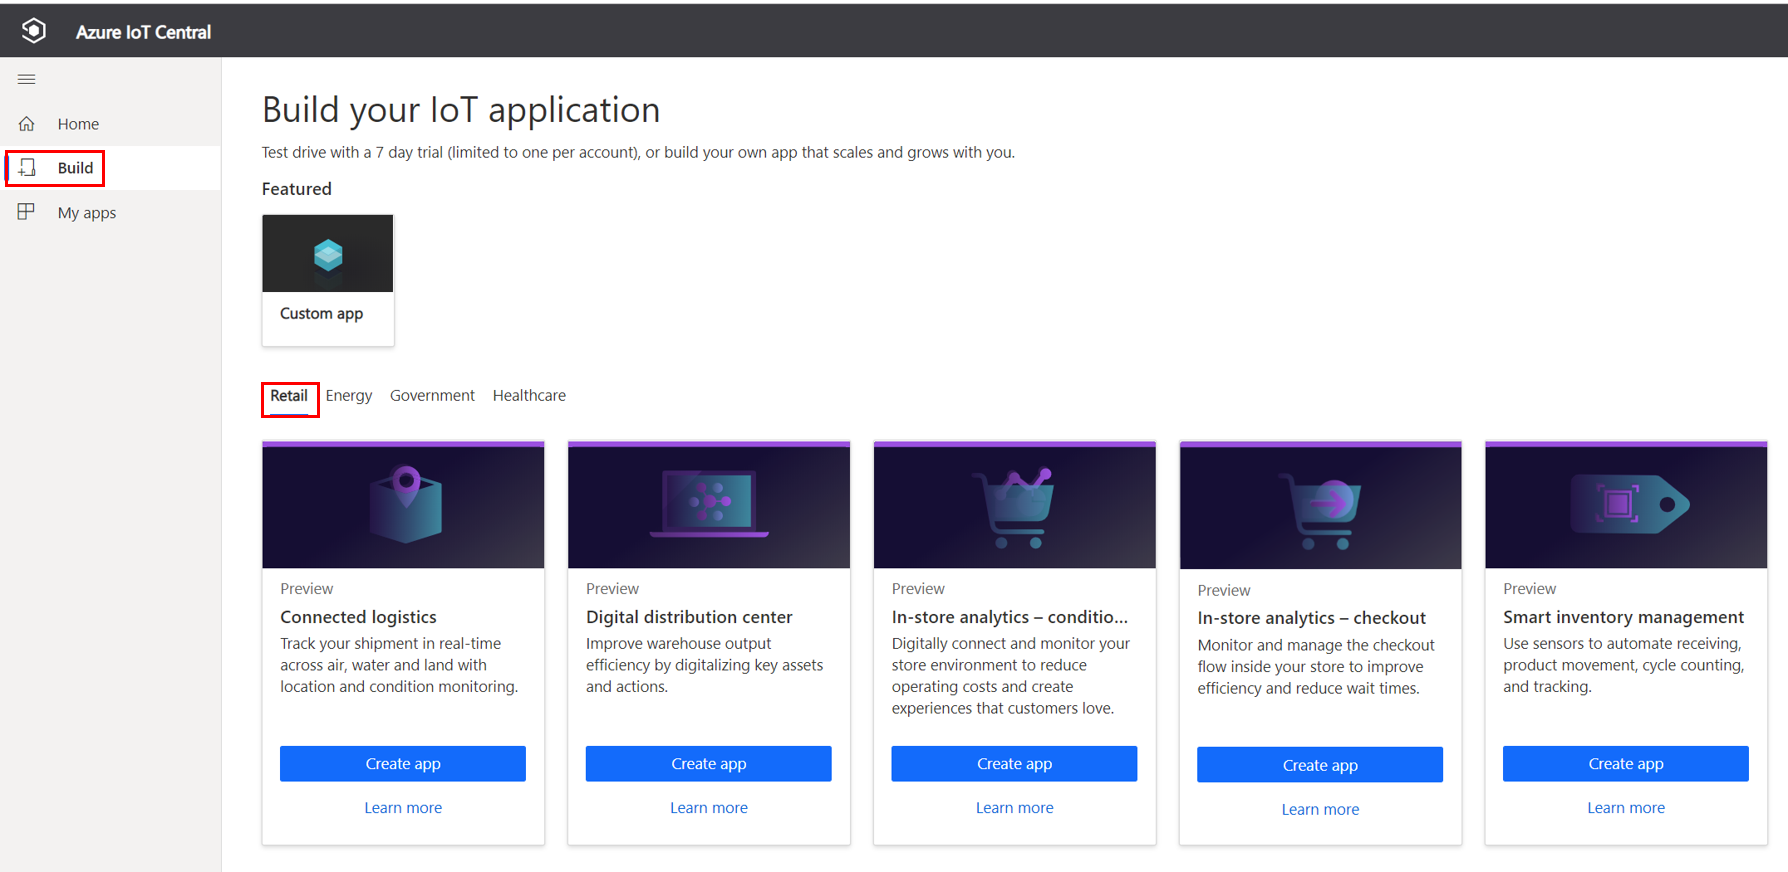 Azure IoT Central
Home
Build
My apps
Build your IoT application
Test drive with a 7 day trial (limited to one per account), or build your own app that scales and grows with you.
Featured
Custom app
Retail Energy Government Healthcare
Preview
Connected logistics
Track your shipment in real-time
across air, water and land with
location and condition monitoring.
Create app
Learn more
Preview
Digital distribution center
Improve warehouse output
efficiency by digitalizing key assets
and actions.
Create app
Learn more
Preview
In-store analytics – conditio...
Digitally connect and monitor your
store environment to reduce
operating costs and create
experiences that customers love.
Create app
Learn more
Preview
In-store analytics – checkout
Monitor and manage the checkout
flow inside your store to improve
efficiency and reduce wait times.
Create app
Learn more
Preview
Smart inventory management
Use sensors to automate receiving,
product movement, cycle counting,
and tracking.
Create app
Learn more